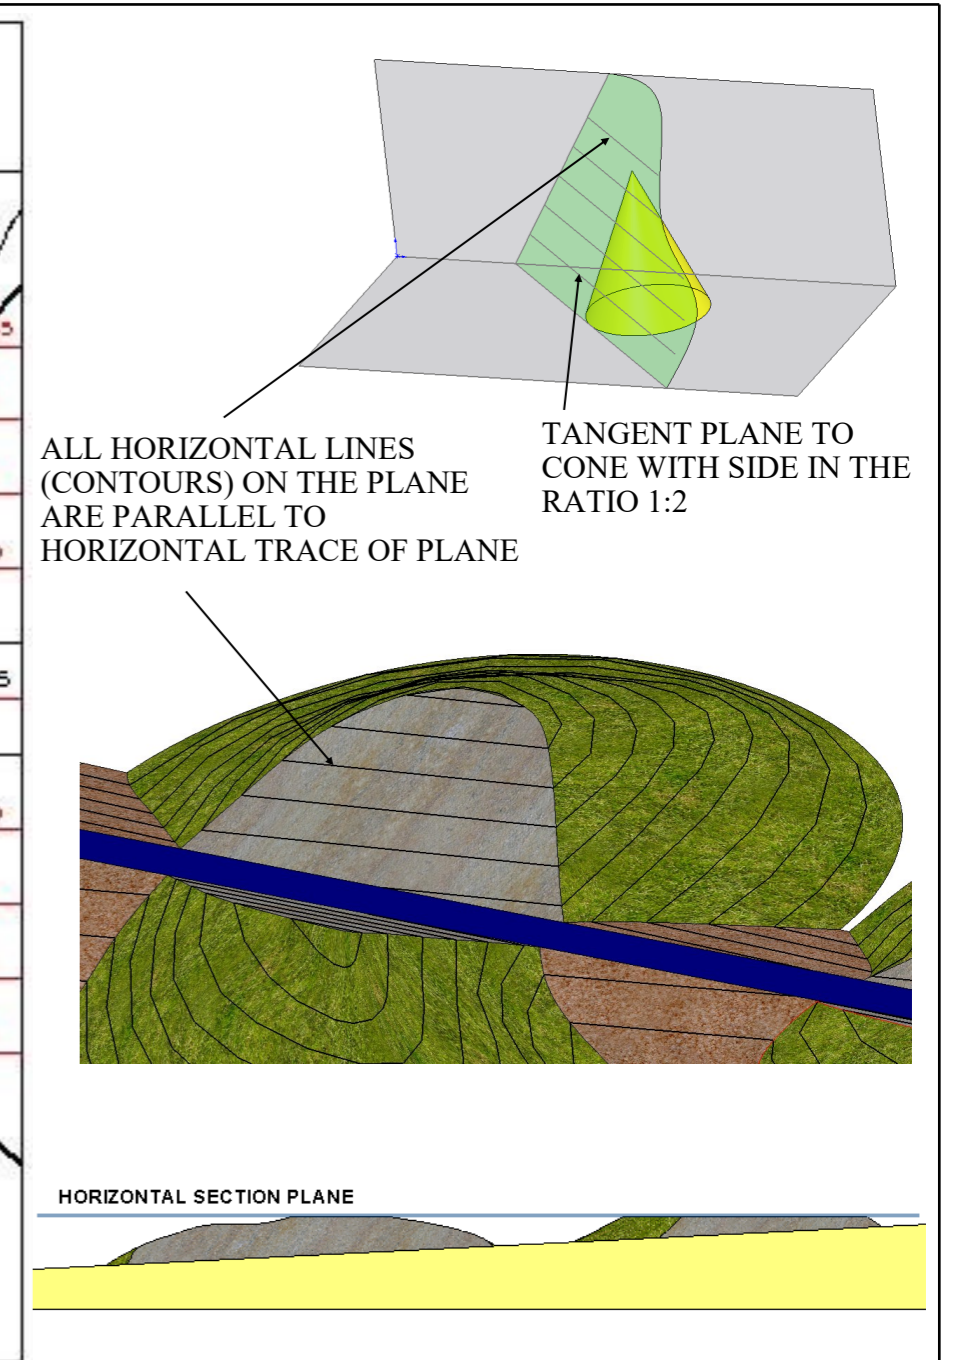 ALL HORIZONTAL LINES
(CONTOURS) ON THE PLANE
ARE PARALLEL TO
HORIZONTAL TRACE OF PLANE
TANGENT PLANE TO
CONE WITH SIDE IN THE
RATIO 1:2
HORIZONTAL SECTION PLANE